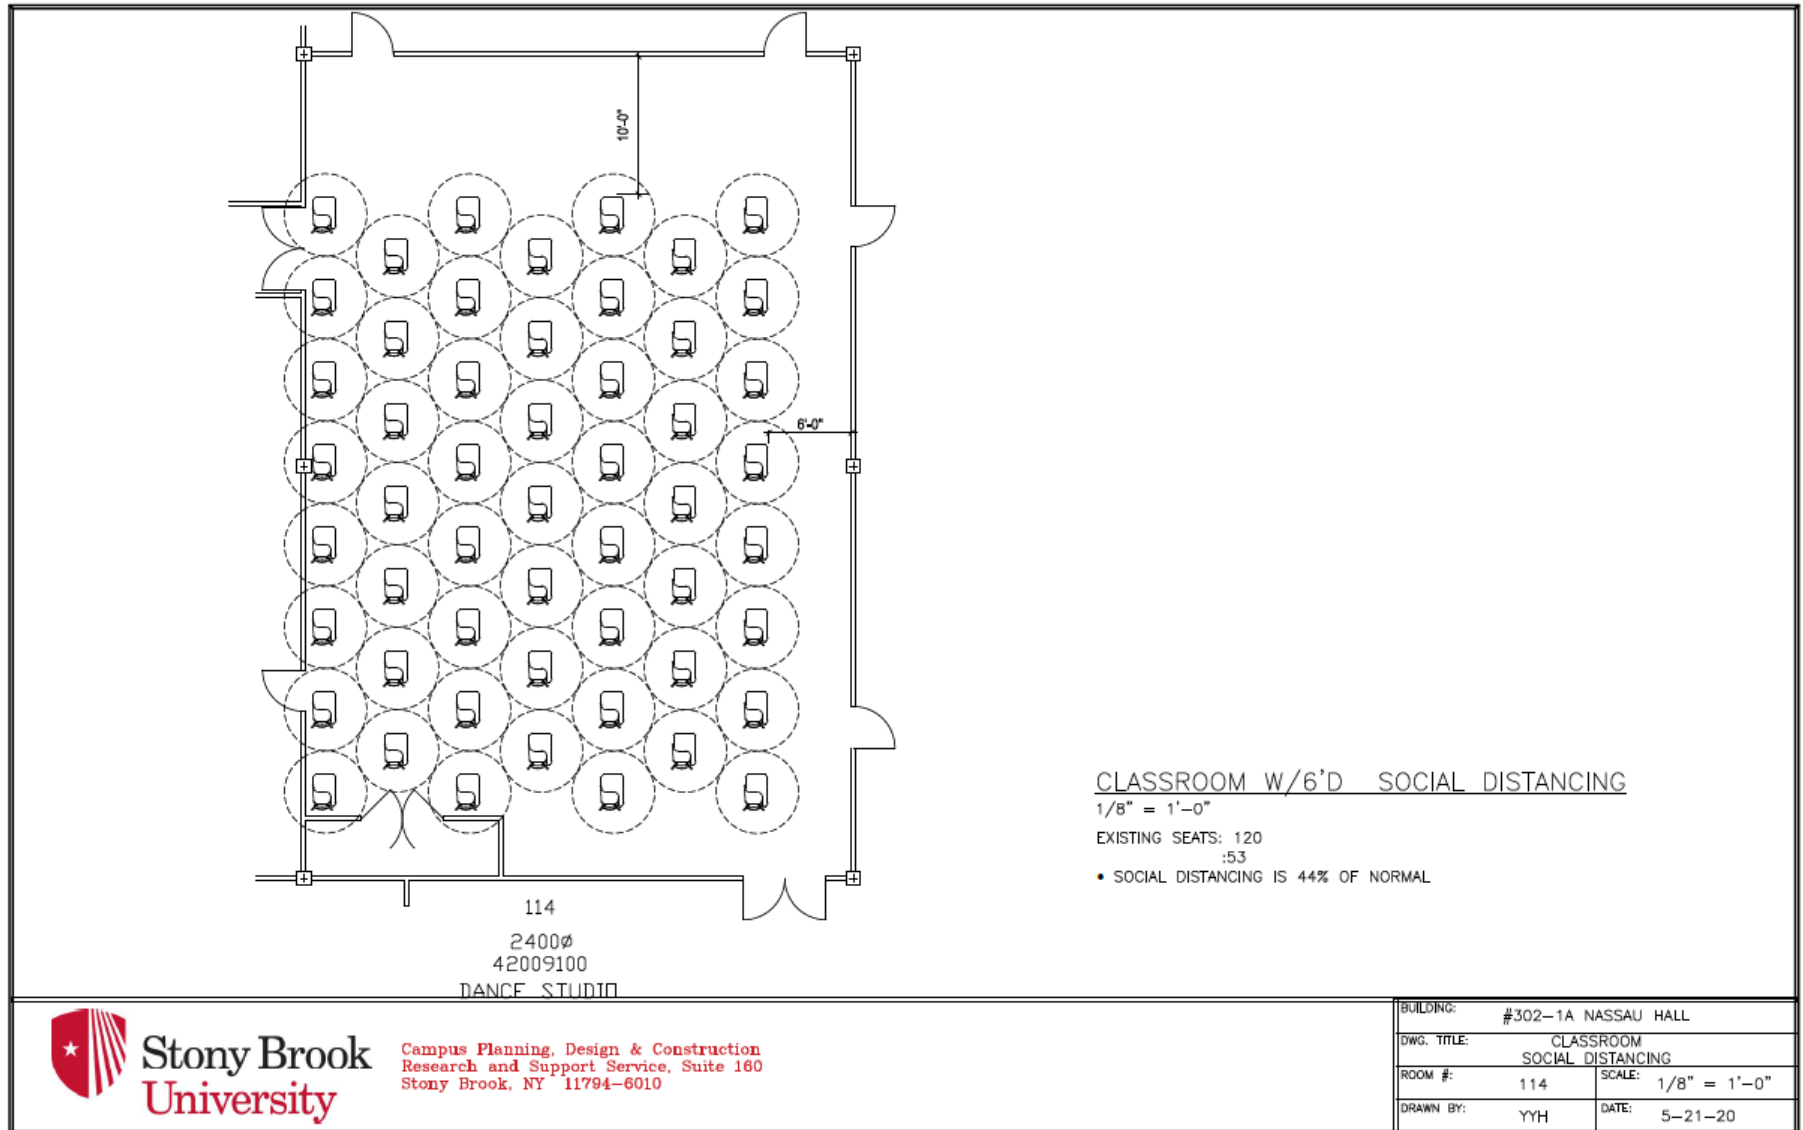 10'-0"
6'-0"
CLASSROOM W/6'D SOCIAL DISTANCING
1/8" = 1'-0"
EXISTING SEATS: 120
:53
• SOCIAL DISTANCING IS 44% OF NORMAL
114
2400ø
42009100
DANCE STUDIO
Stony Brook
University
Campus Planning, Design & Construction
Research and Support Service, Suite 160
Stony Brook, NY 11794-6010
BUILDING: #302-1A NASSAU HALL
DWG. TITLE: CLASSROOM
SOCIAL DISTANCING
ROOM #: 114 SCALE: 1/8" = 1'-0"
DRAWN BY: YYH DATE: 5-21-20